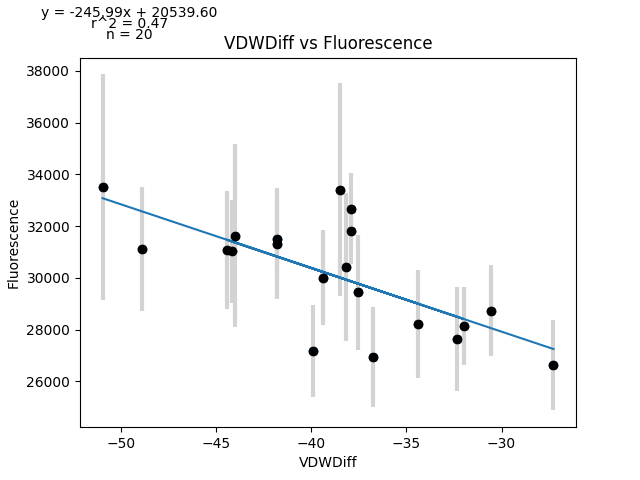 y = -245.99x + 20539.60
r^2 = 0.47
n = 20
VDWDiff vs Fluorescence
38000
36000
34000
32000
30000
28000
26000
Fluorescence
−50
−45
−40
−35
−30
VDWDiff